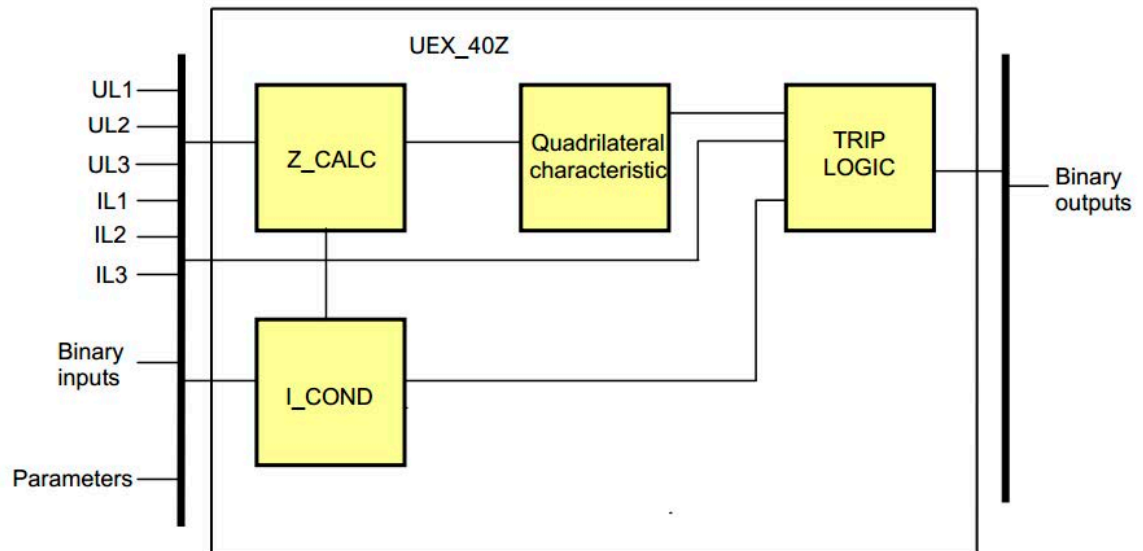 UEX_40Z
UL1
UL2
UL3
IL1
IL2
IL3
Binary
inputs
Parameters
Z_CALC
I_COND
Quadrilateral
characteristic
TRIP
LOGIC
Binary
outputs